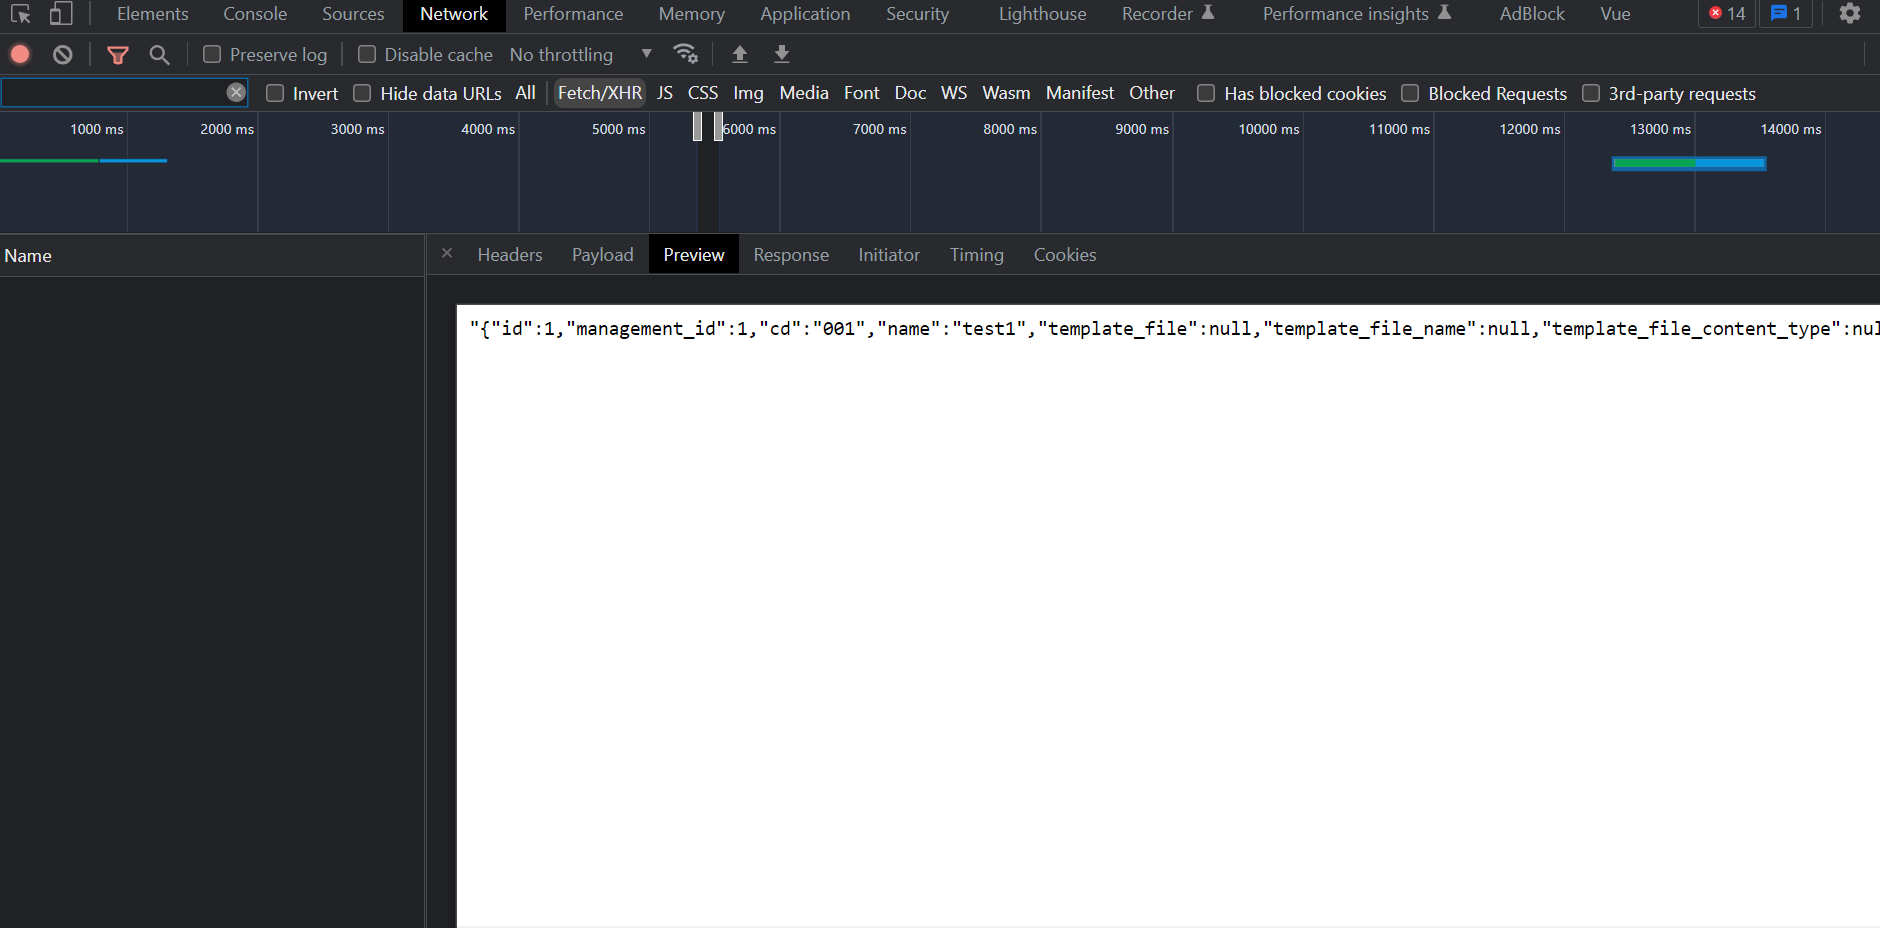 Elements Console Sources Network Performance Memory Application Security Lighthouse Recorder Performance insights AdBlock Vue 14 1
Preserve log Disable cache No throttling
Invert Hide data URLs All Fetch/XHR JS CSS Img Media Font Doc WS Wasm Manifest Other Has blocked cookies Blocked Requests 3rd-party requests
1000 ms 2000 ms 3000 ms 4000 ms 5000 ms 6000 ms 7000 ms 8000 ms 9000 ms 10000 ms 11000 ms 12000 ms 13000 ms 14000 ms
Name × Headers Payload Preview Response Initiator Timing Cookies
"{"id":1,"management_id":1,"cd":"001","name":"test1","template_file":null,"template_file_name":null,"template_file_content_type":nul